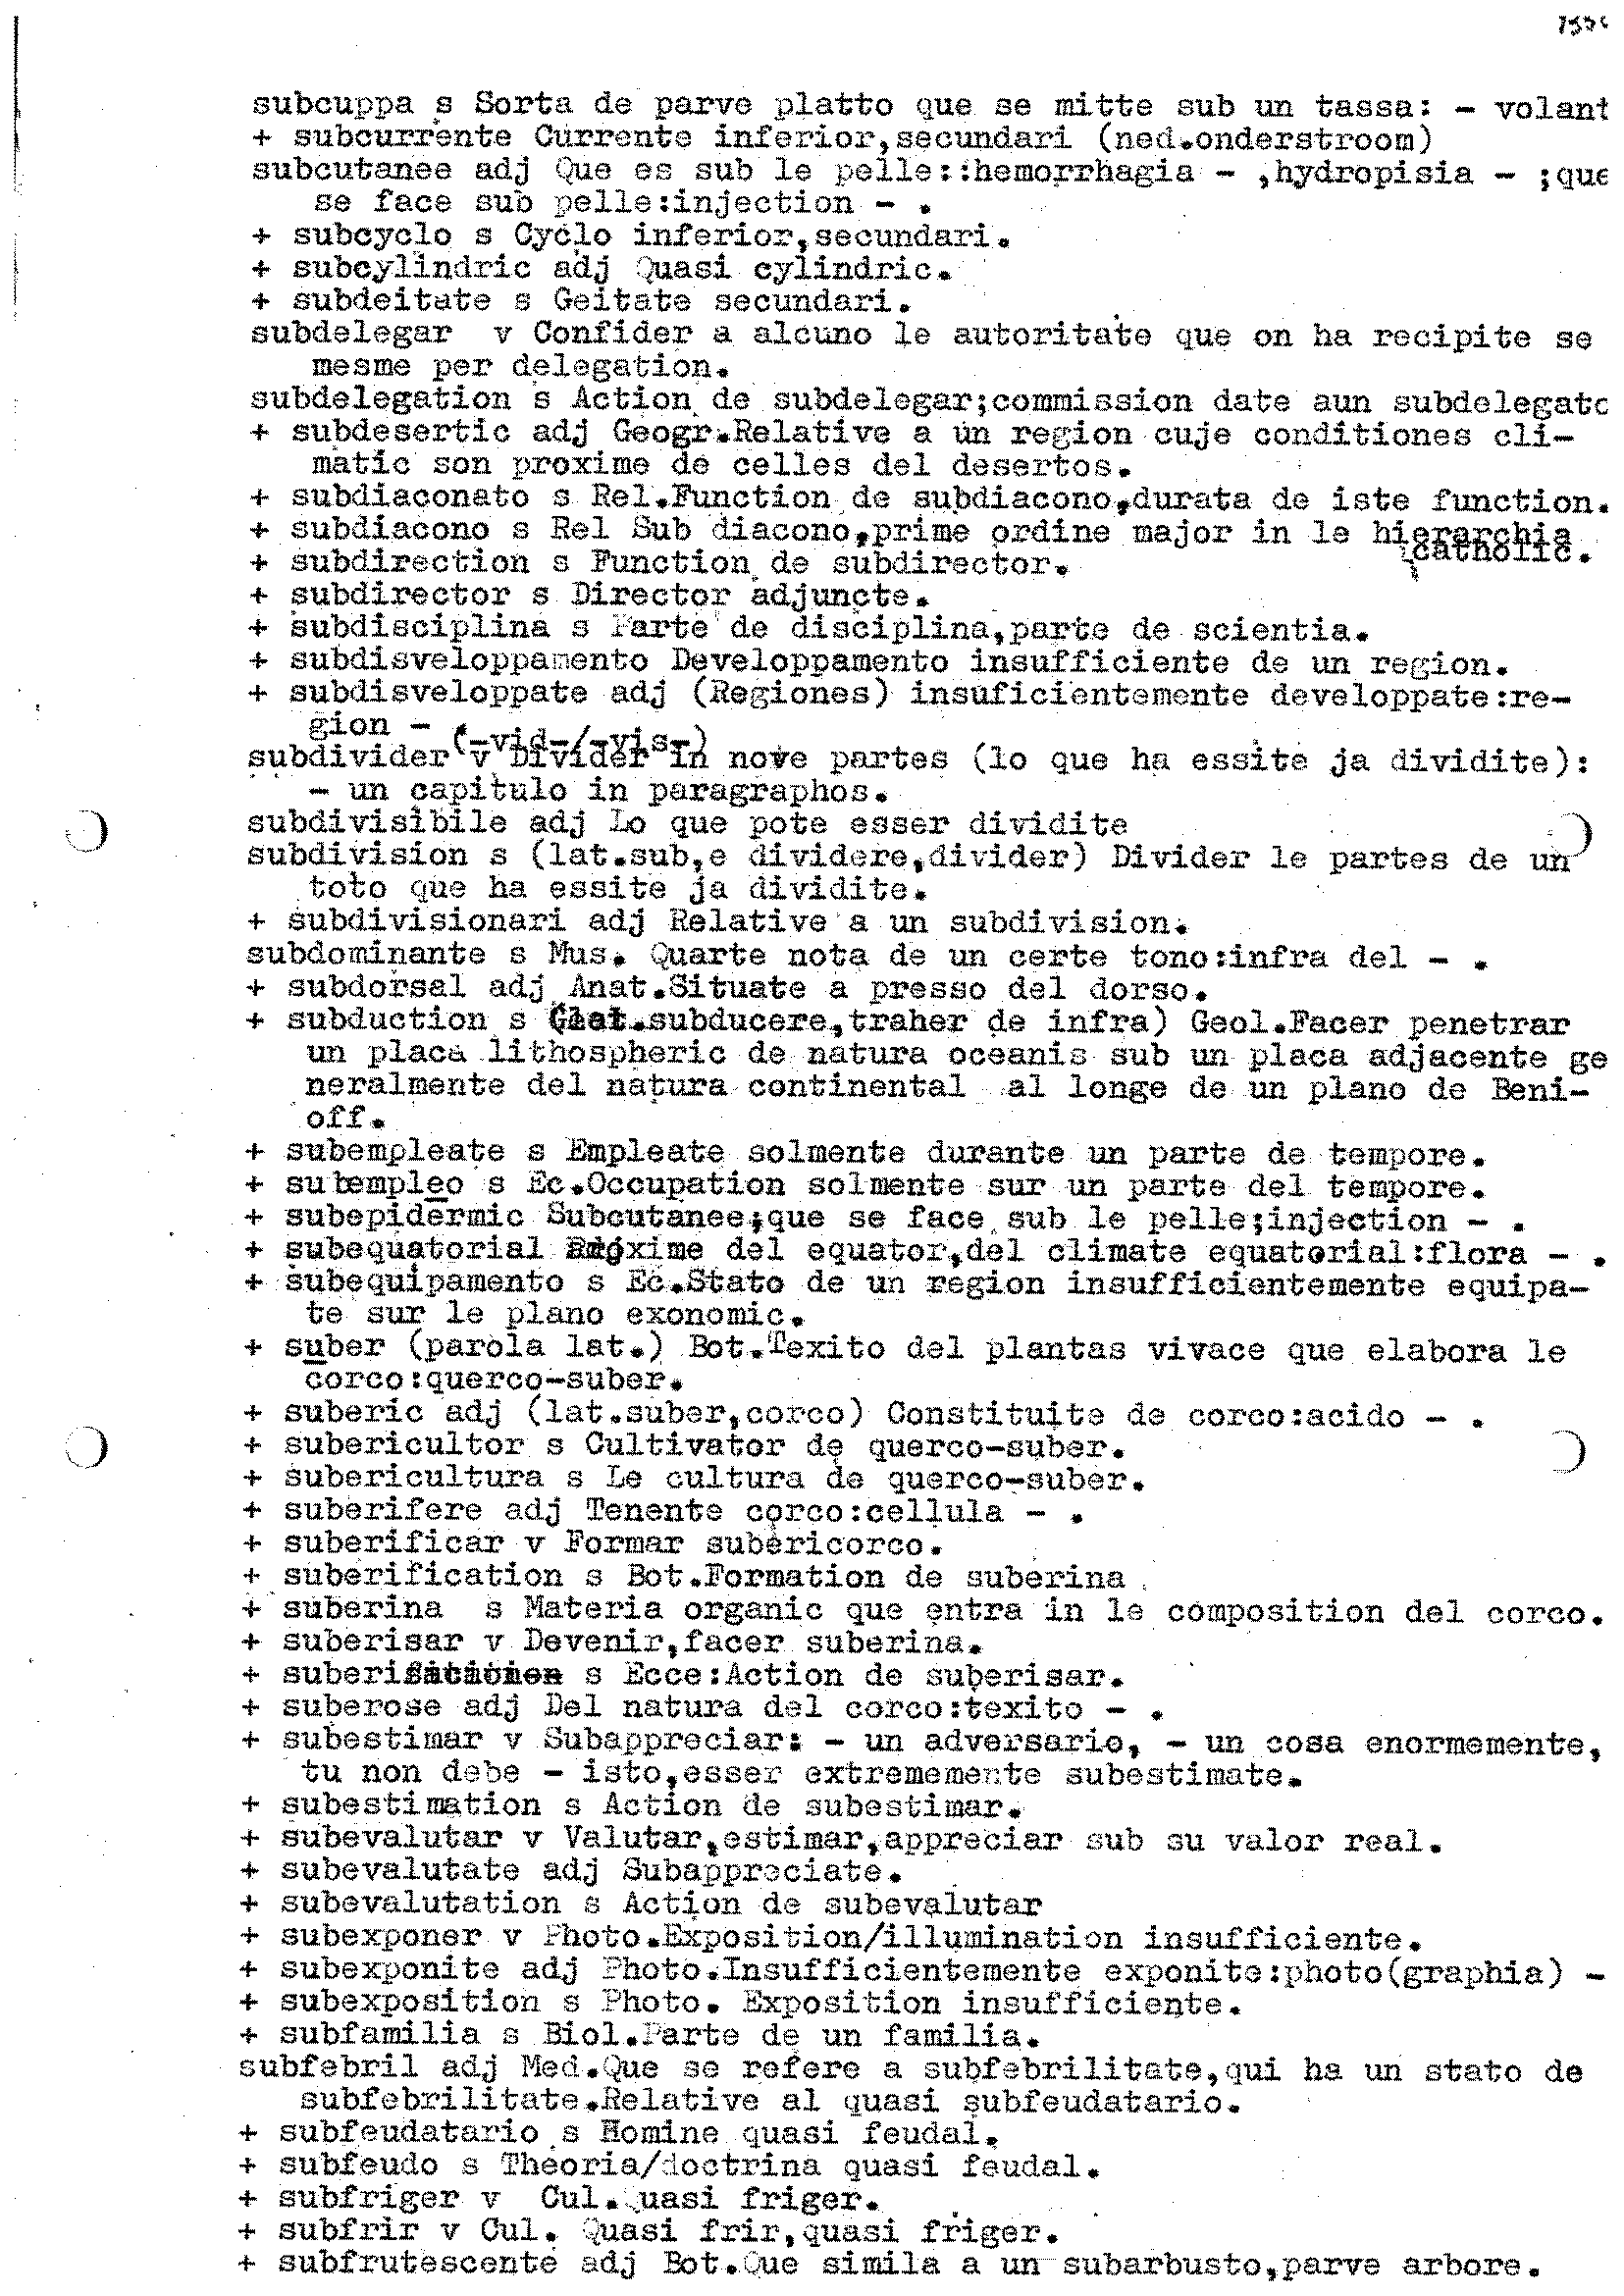 subcuppa s Sorta de parve platto que se mitte sub un tassa: - volant
+ subcurrente Currente inferior,secundari (ned.onderstroom)
subcutanee adj Que es sub le pelle::hemorrhagia - ,hydropisia - ;que
se face sub pelle:injection - .
+ subcyclo s Cyclo inferior,secundari.
+ subcylindric adj Quasi cylindric.
+ subdeitate s Geitate secundari.
subdelegar v Confider a alcuno le autoritate que on ha recipite se
mesme per delegation.
subdelegation s Action de subdelegar;commission date aun subdelegato
+ subdesertic adj Geogr.Relative a un region cuje conditiones cli-
matic son proxime de celles del desertos.
+ subdiaconato s Rel.Function de subdiacono,durata de iste function.
+ subdiacono s Rel Sub diacono,prime ordine major in le hierarchia
catholic.
+ subdirection s Function de subdirector.
+ subdirector s Director adjuncte.
+ subdisciplina s Parte de disciplina,parte de scientia.
+ subdisveloppamento Developpamento insufficiente de un region.
+ subdisveloppate adj (Regiones) insuficientemente developpate:re-
gion -
(-vid-/-vis-)
subdivider v Divider in nove partes (lo que ha essite ja dividite):
- un capitulo in paragraphos.
subdivisibile adj Lo que pote esser dividite
subdivision s (lat.sub,e dividere,divider) Divider le partes de un
toto que ha essite ja dividite.
+ subdivisionari adj Relative a un subdivision.
subdominante s Mus. Quarte nota de un certe tono:infra del - .
+ subdorsal adj Anat.Situate a presso del dorso.
+ subduction s (lat.subducere,traher de infra) Geol.Facer penetrar
un placa lithospheric de natura oceanis sub un placa adjacente ge
neralmente del natura continental al longe de un plano de Beni-
off.
+ subempleate s Empleate solmente durante un parte de tempore.
+ subempleo s Ec.Occupation solmente sur un parte del tempore.
+ subepidermic Subcutanee;que se face sub le pelle;injection - .
+ subequatorial Proxime del equator,del climate equatorial:flora - .
+ subequipamento s Ec.Stato de un region insufficientemente equipa-
te sur le plano exonomic.
+ suber (parola lat.) Bot.Texito del plantas vivace que elabora le
corco:querco-suber.
+ suberic adj (lat.suber,corco) Constituite de corco:acido - .
+ subericultor s Cultivator de querco-suber.
+ subericultura s Le cultura de querco-suber.
+ suberifere adj Tenente corco:cellula - .
+ suberificar v Formar subericorco.
+ suberification s Bot.Formation de suberina
+ suberina s Materia organic que entra in le composition del corco.
+ suberisar v Devenir,facer suberina.
+ s Ecce:Action de suberisar.
+ suberose adj Del natura del corco:texito - .
+ subestimar v Subappreciar: - un adversario, - un cosa enormemente,
tu non debe - isto,esser extrememente subestimate.
+ subestimation s Action de subestimar.
+ subevalutar v Valutar,estimar,appreciar sub su valor real.
+ subevalutate adj Subappreciate.
+ subevalutation s Action de subevalutar
+ subexponer v Photo.Exposition/illumination insufficiente.
+ subexponite adj Photo.Insufficientemente exponite:photo(graphia) -
+ subexposition s Photo. Exposition insufficiente.
+ subfamilia s Biol.Parte de un familia.
subfebril adj Med.Que se refere a subfebrilitate,qui ha un stato de
subfebrilitate.Relative al quasi subfeudatario.
+ subfeudatario s Homine quasi feudal.
+ subfeudo s Theoria/doctrina quasi feudal.
+ subfriger v Cul.Quasi friger.
+ subfrir v Cul. Quasi frir,quasi friger.
+ subfrutescente adj Bot.Que simila a un subarbusto,parve arbore.